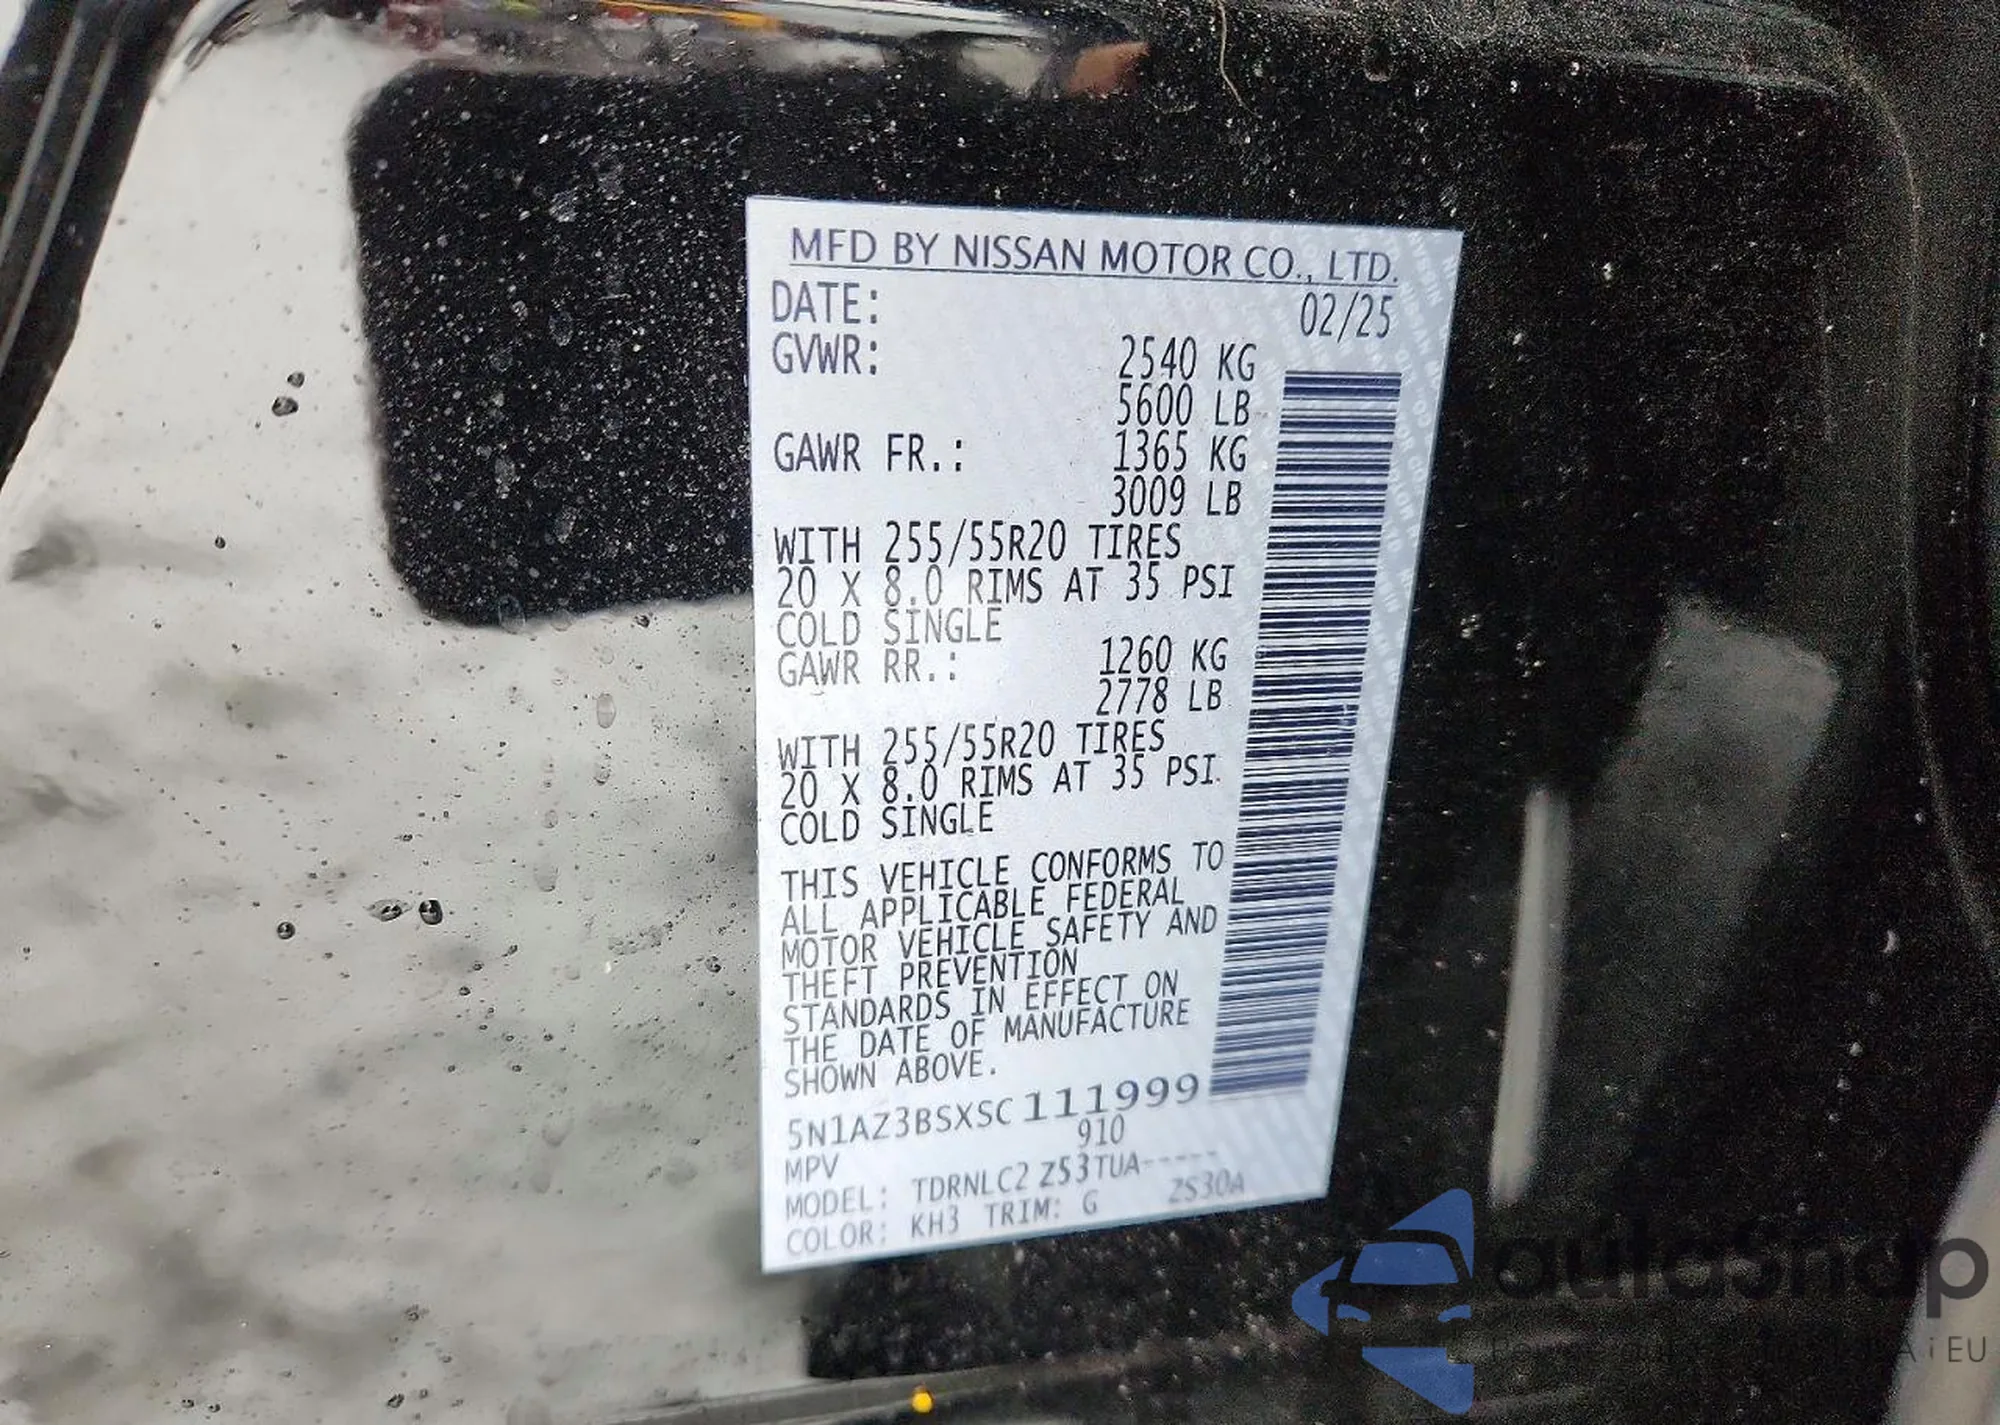 MFD BY NISSAN MOTOR CO., LTD.
DATE: 02/25
GVWR: 2540 KG
5600 LB
GAWR FR.: 1365 KG
3009 LB
WITH 255/55R20 TIRES
20 X 8.0 RIMS AT 35 PSI
COLD SINGLE
GAWR RR.: 1260 KG
2778 LB
WITH 255/55R20 TIRES
20 X 8.0 RIMS AT 35 PSI
COLD SINGLE
THIS VEHICLE CONFORMS TO
ALL APPLICABLE FEDERAL
MOTOR VEHICLE SAFETY AND
THEFT PREVENTION
STANDARDS IN EFFECT ON
THE DATE OF MANUFACTURE
SHOWN ABOVE.
5N1AZ3BSXSC111999
910
MPV
MODEL: TDRNLC2 Z53TUA-----
COLOR: KH3 TRIM: G ZS30A
autaSnap
i EU